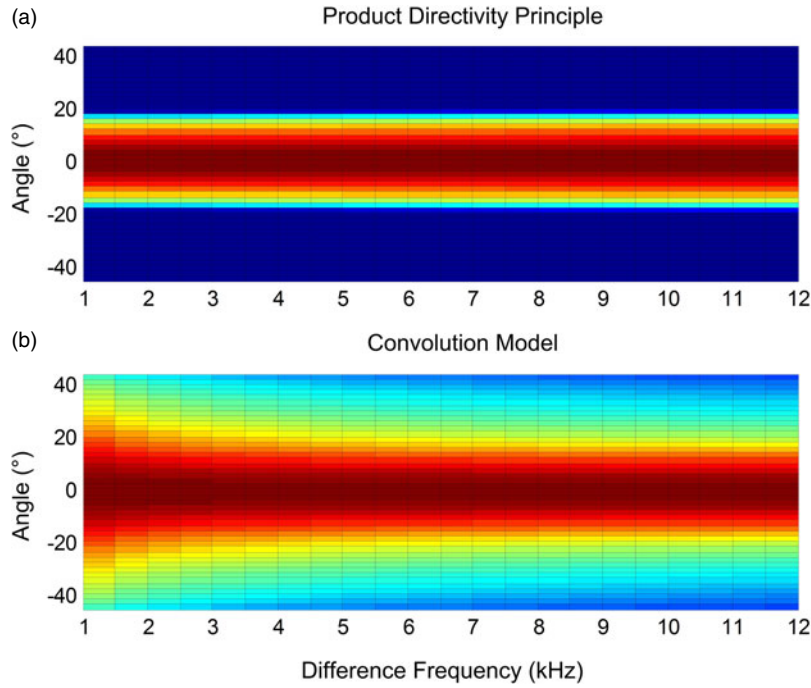 (a)
Product Directivity Principle
Angle (°)
40
20
0
-20
-40
1 2 3 4 5 6 7 8 9 10 11 12
(b)
Convolution Model
Angle (°)
40
20
0
-20
-40
1 2 3 4 5 6 7 8 9 10 11 12
Difference Frequency (kHz)